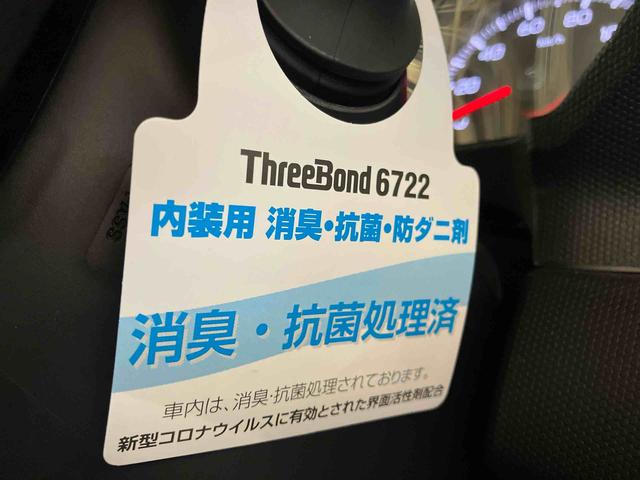 ThreeBond 6722
内装用 消臭・抗菌・防ダニ剤
消臭・抗菌処理済
車内は、消臭・抗菌処理されております。
新型コロナウイルスに有効とされた界面活性剤配合